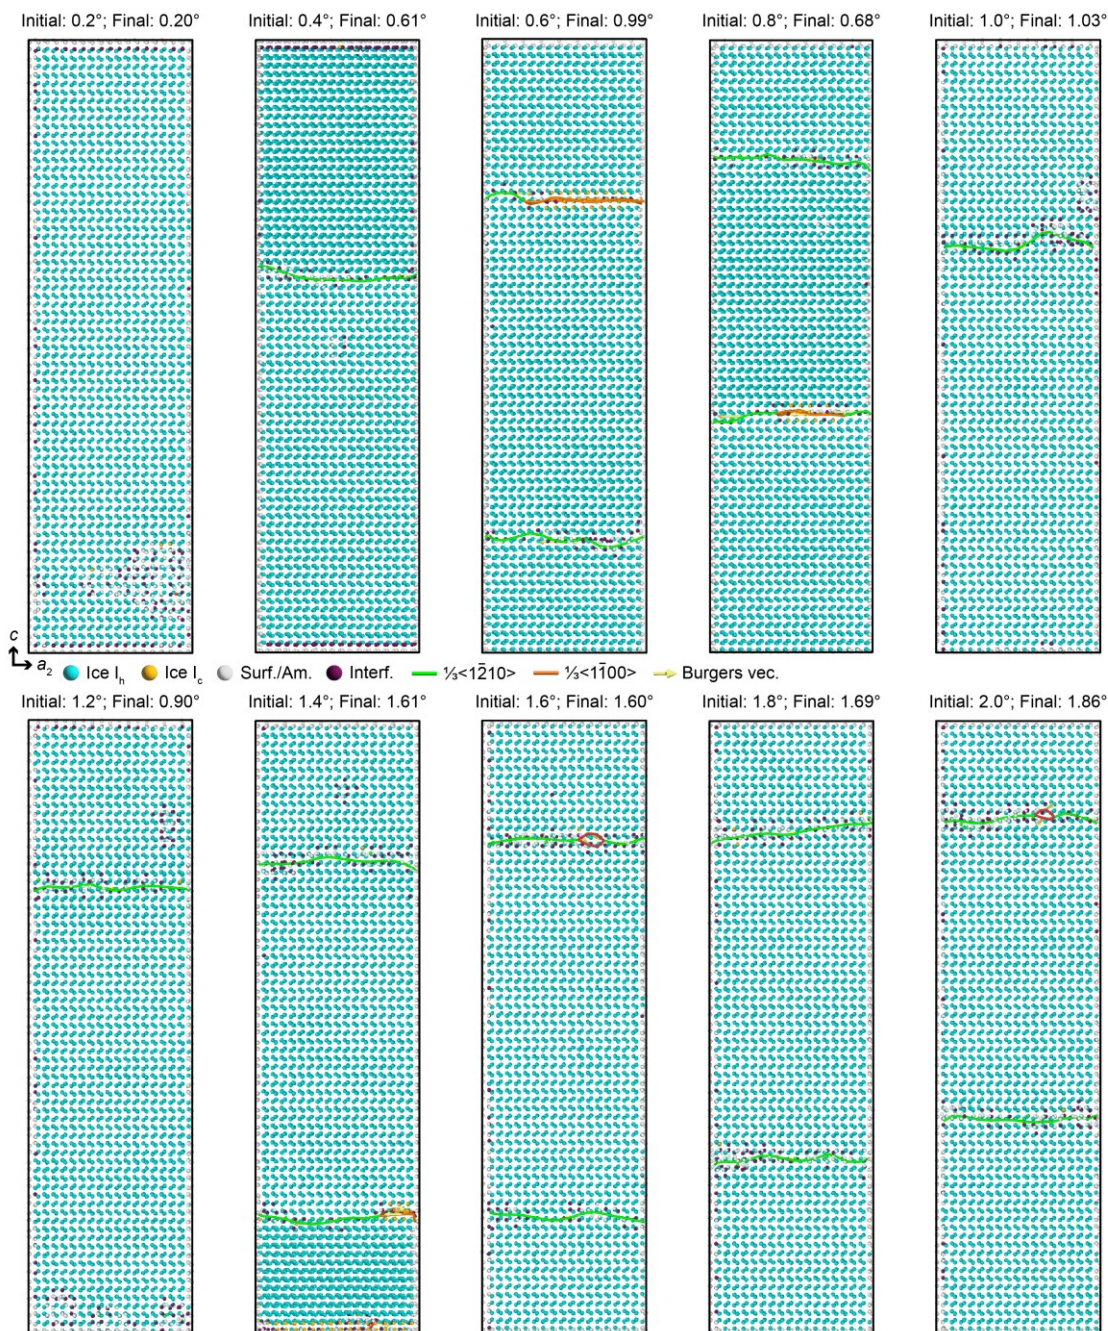 Initial: 0.2°; Final: 0.20° Initial: 0.4°; Final: 0.61° Initial: 0.6°; Final: 0.99° Initial: 0.8°; Final: 0.68° Initial: 1.0°; Final: 1.03°
c
a₂ Ice Iₕ Ice I꜀ Surf./Am. Interf. ⅓<12̅10> ⅓<11̅00> Burgers vec.
Initial: 1.2°; Final: 0.90° Initial: 1.4°; Final: 1.61° Initial: 1.6°; Final: 1.60° Initial: 1.8°; Final: 1.69° Initial: 2.0°; Final: 1.86°